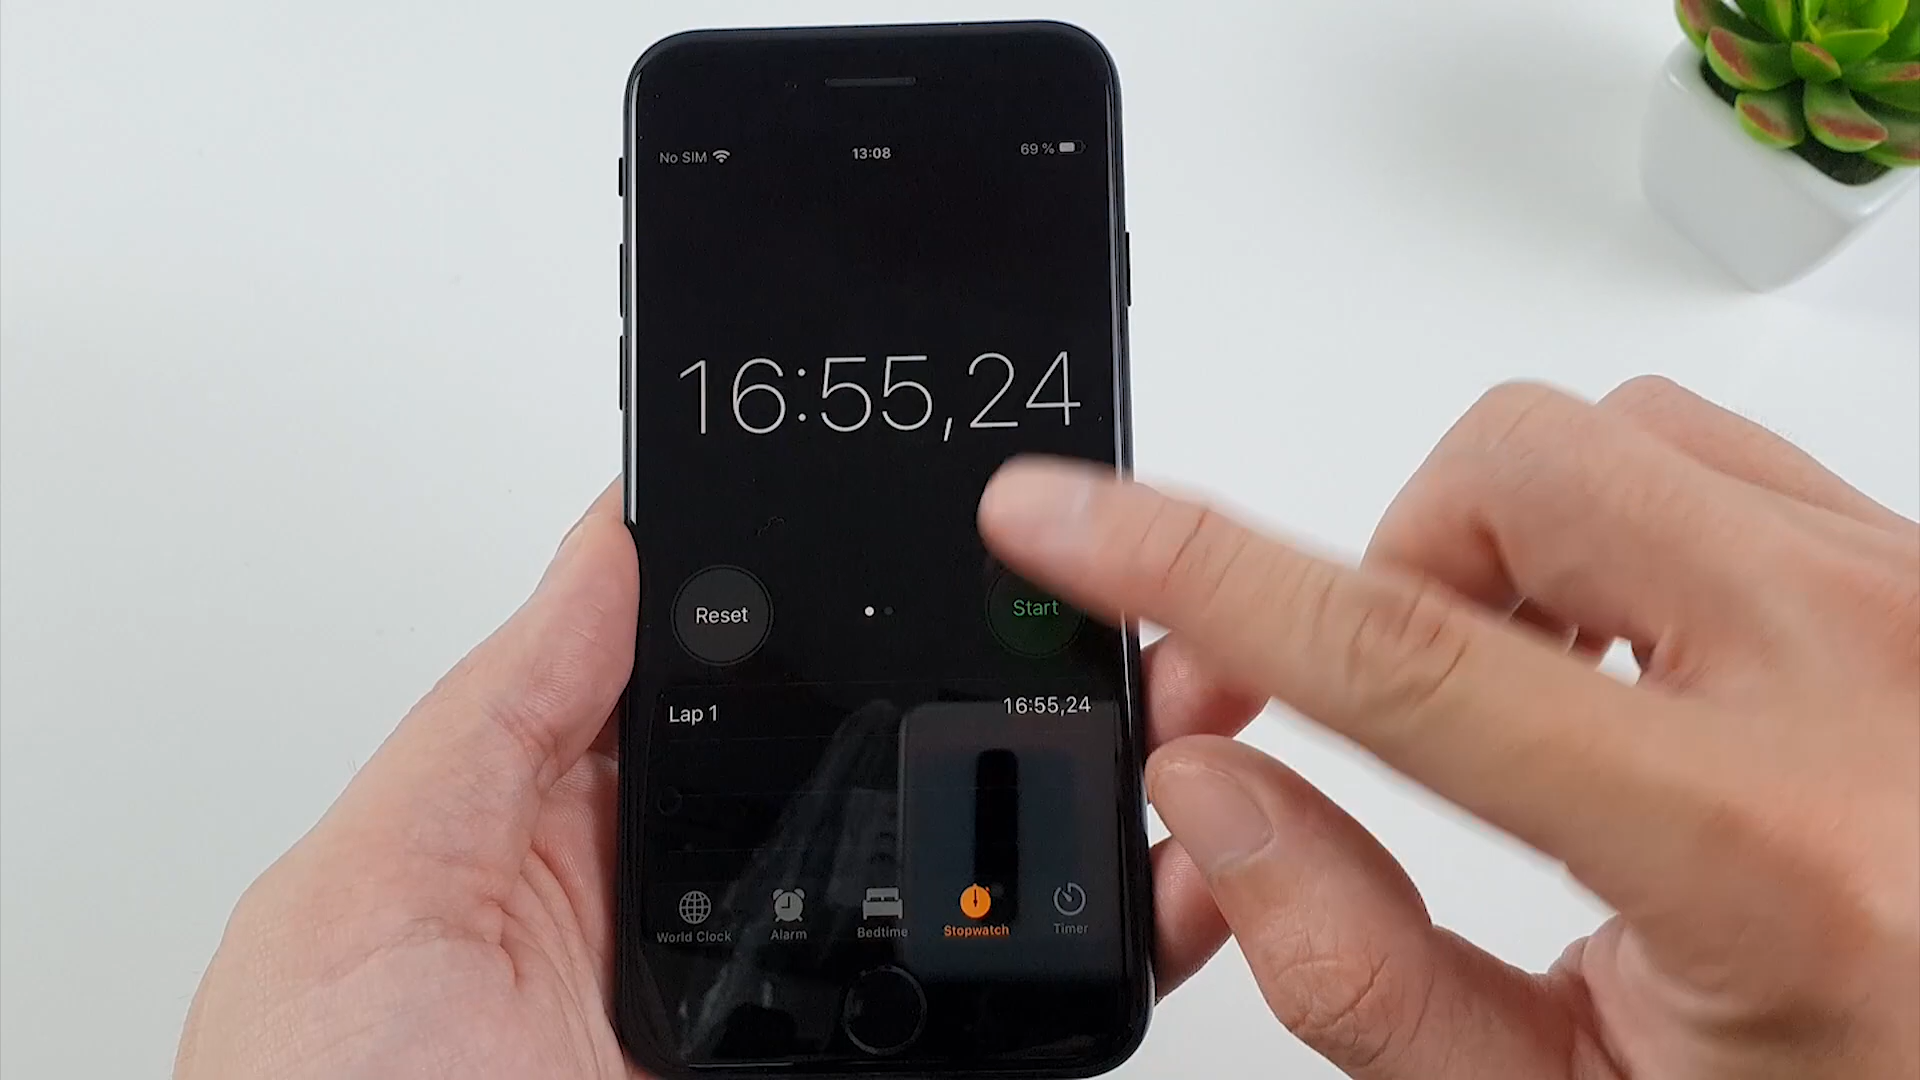 No SIM 13:08 69 %
16:55,24
Reset Start
Lap 1 16:55,24
World Clock Alarm Bedtime Stopwatch Timer